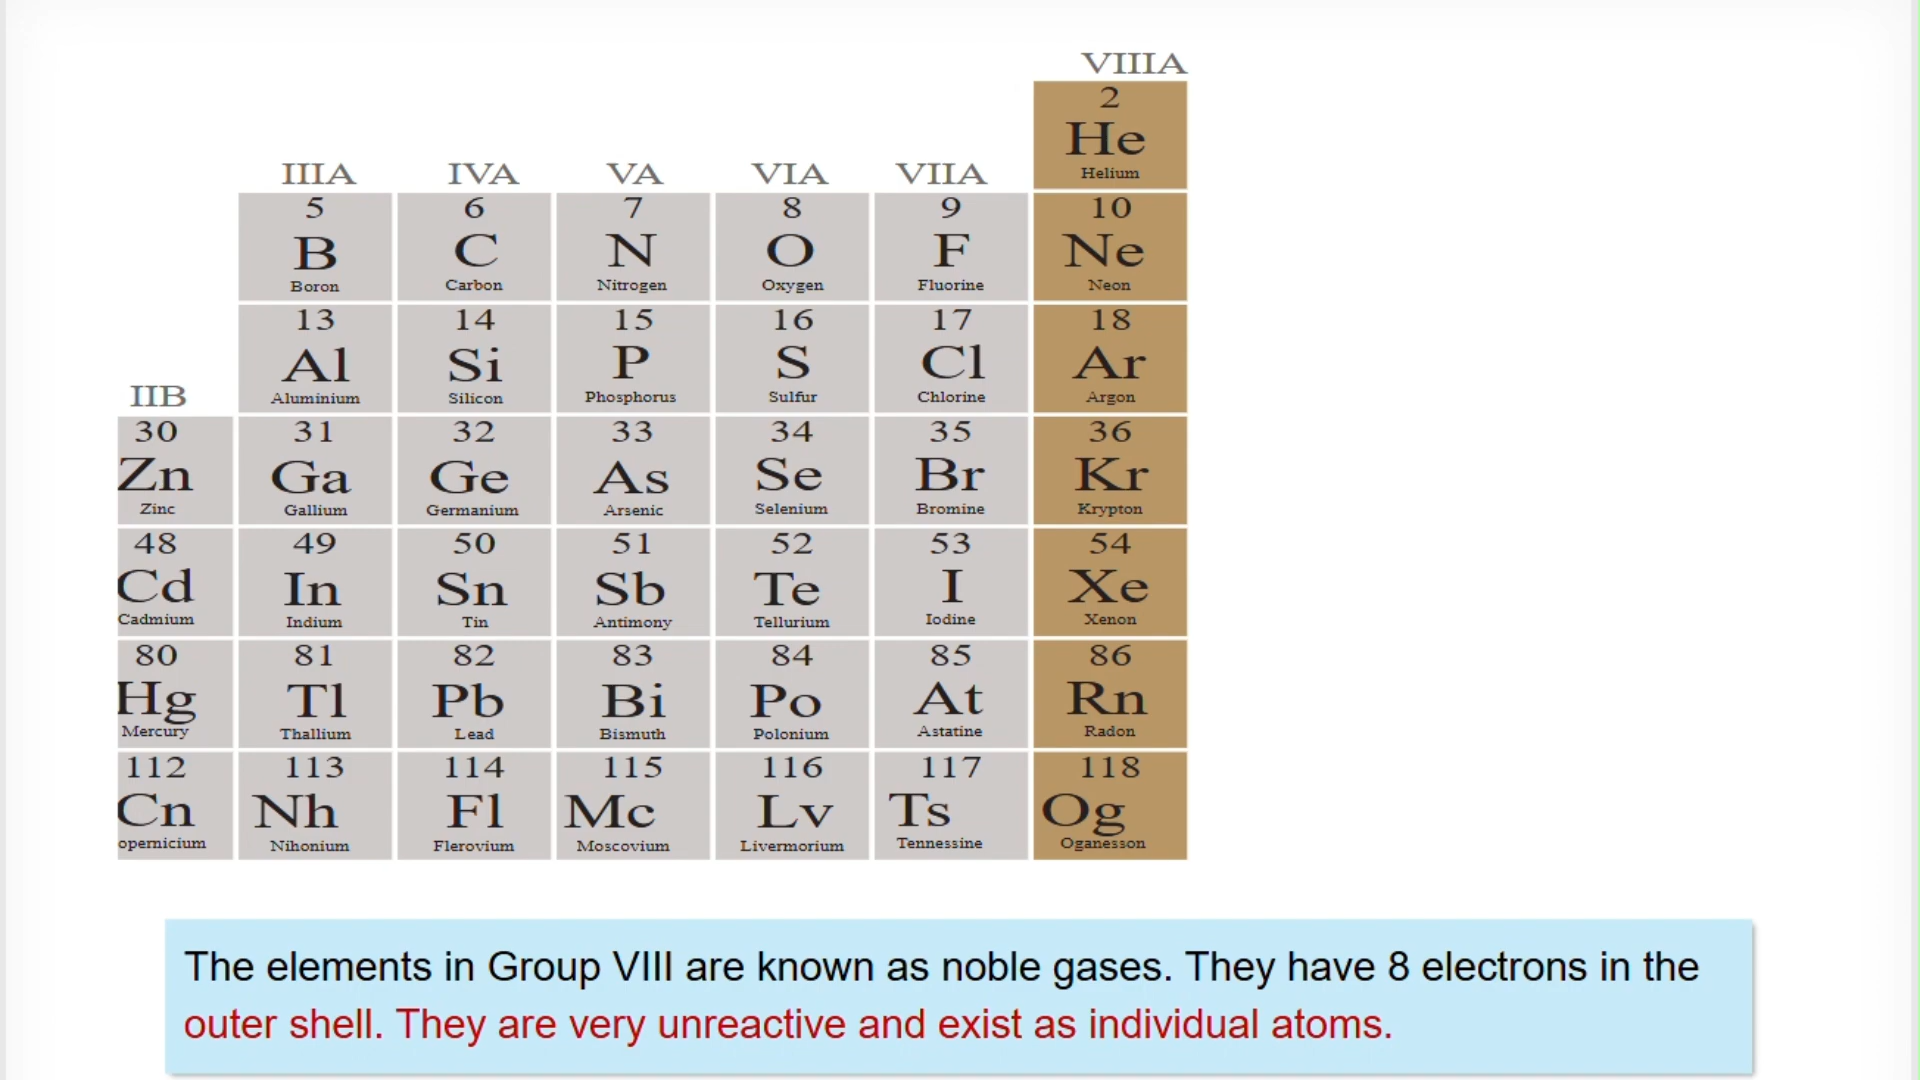 VIIIA
2
He
Helium
IIIA IVA VA VIA VIIA
5 6 7 8 9 10
B C N O F Ne
Boron Carbon Nitrogen Oxygen Fluorine Neon
13 14 15 16 17 18
Al Si P S Cl Ar
Aluminium Silicon Phosphorus Sulfur Chlorine Argon
IIB
30 31 32 33 34 35 36
Zn Ga Ge As Se Br Kr
Zinc Gallium Germanium Arsenic Selenium Bromine Krypton
48 49 50 51 52 53 54
Cd In Sn Sb Te I Xe
Cadmium Indium Tin Antimony Tellurium Iodine Xenon
80 81 82 83 84 85 86
Hg Tl Pb Bi Po At Rn
Mercury Thallium Lead Bismuth Polonium Astatine Radon
112 113 114 115 116 117 118
Cn Nh Fl Mc Lv Ts Og
opernicium Nihonium Flerovium Moscovium Livermorium Tennessine Oganesson
The elements in Group VIII are known as noble gases. They have 8 electrons in the
outer shell. They are very unreactive and exist as individual atoms.